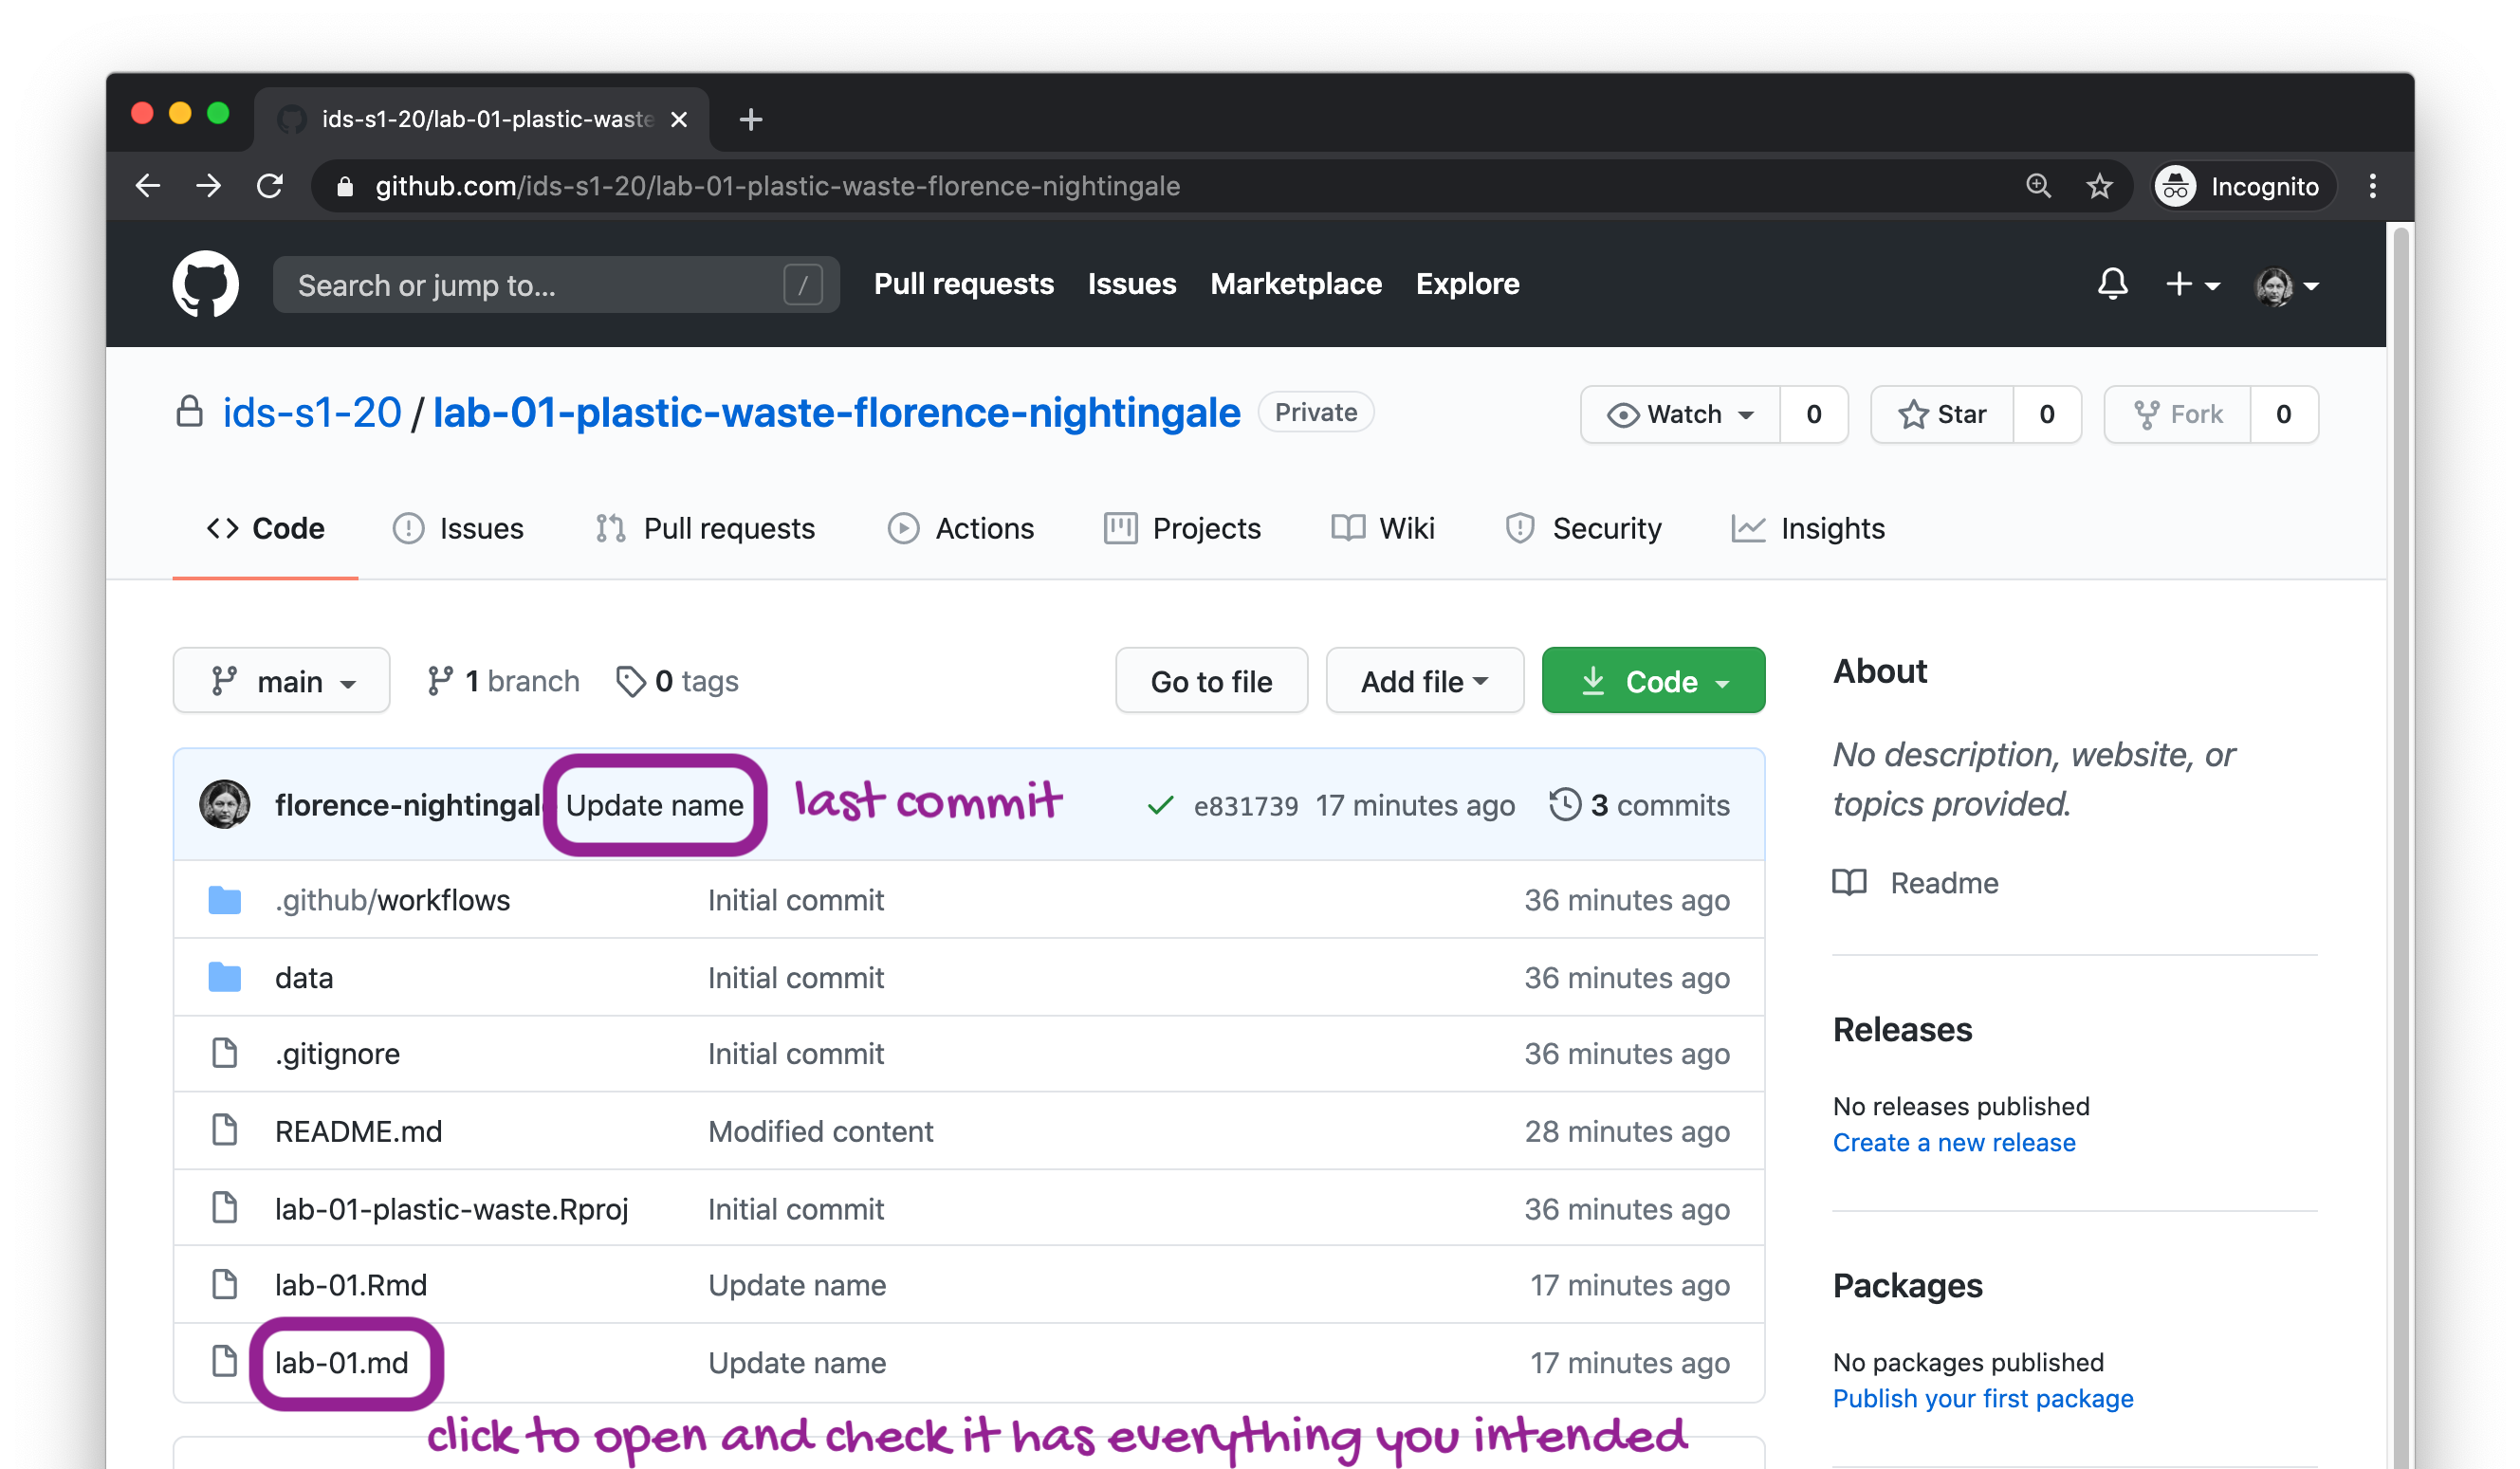 ids-s1-20/lab-01-plastic-waste
github.com/ids-s1-20/lab-01-plastic-waste-florence-nightingale
Incognito
Search or jump to... /
Pull requests Issues Marketplace Explore
ids-s1-20 / lab-01-plastic-waste-florence-nightingale Private
Watch 0 Star 0 Fork 0
Code Issues Pull requests Actions Projects Wiki Security Insights
main 1 branch 0 tags Go to file Add file Code
florence-nightingal Update name last commit e831739 17 minutes ago 3 commits
.github/workflows Initial commit 36 minutes ago
data Initial commit 36 minutes ago
.gitignore Initial commit 36 minutes ago
README.md Modified content 28 minutes ago
lab-01-plastic-waste.Rproj Initial commit 36 minutes ago
lab-01.Rmd Update name 17 minutes ago
lab-01.md Update name 17 minutes ago
click to open and check it has everything you intended
About
No description, website, or
topics provided.
Readme
Releases
No releases published
Create a new release
Packages
No packages published
Publish your first package